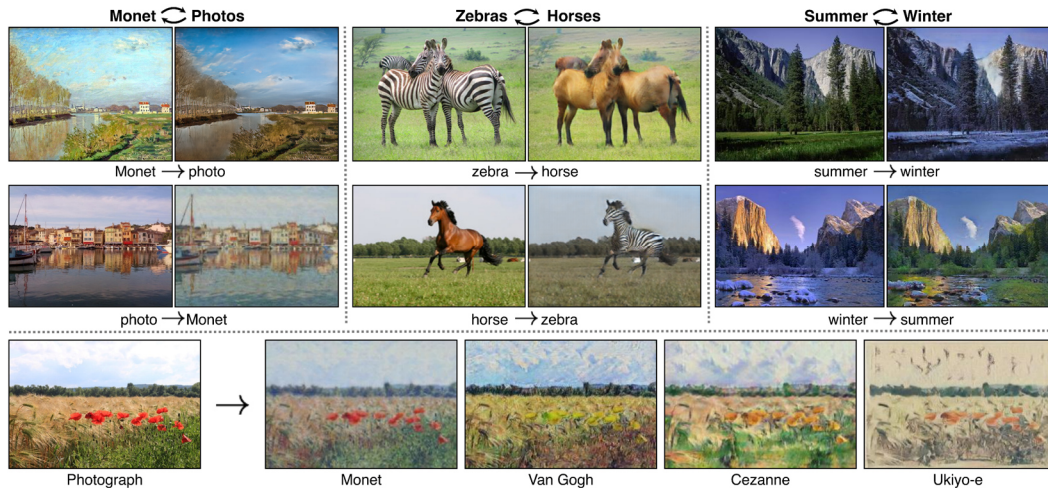 Monet Photos
Zebras Horses
Summer Winter
Monet → photo
zebra → horse
summer → winter
photo → Monet
horse → zebra
winter → summer
Photograph
Monet
Van Gogh
Cezanne
Ukiyo-e